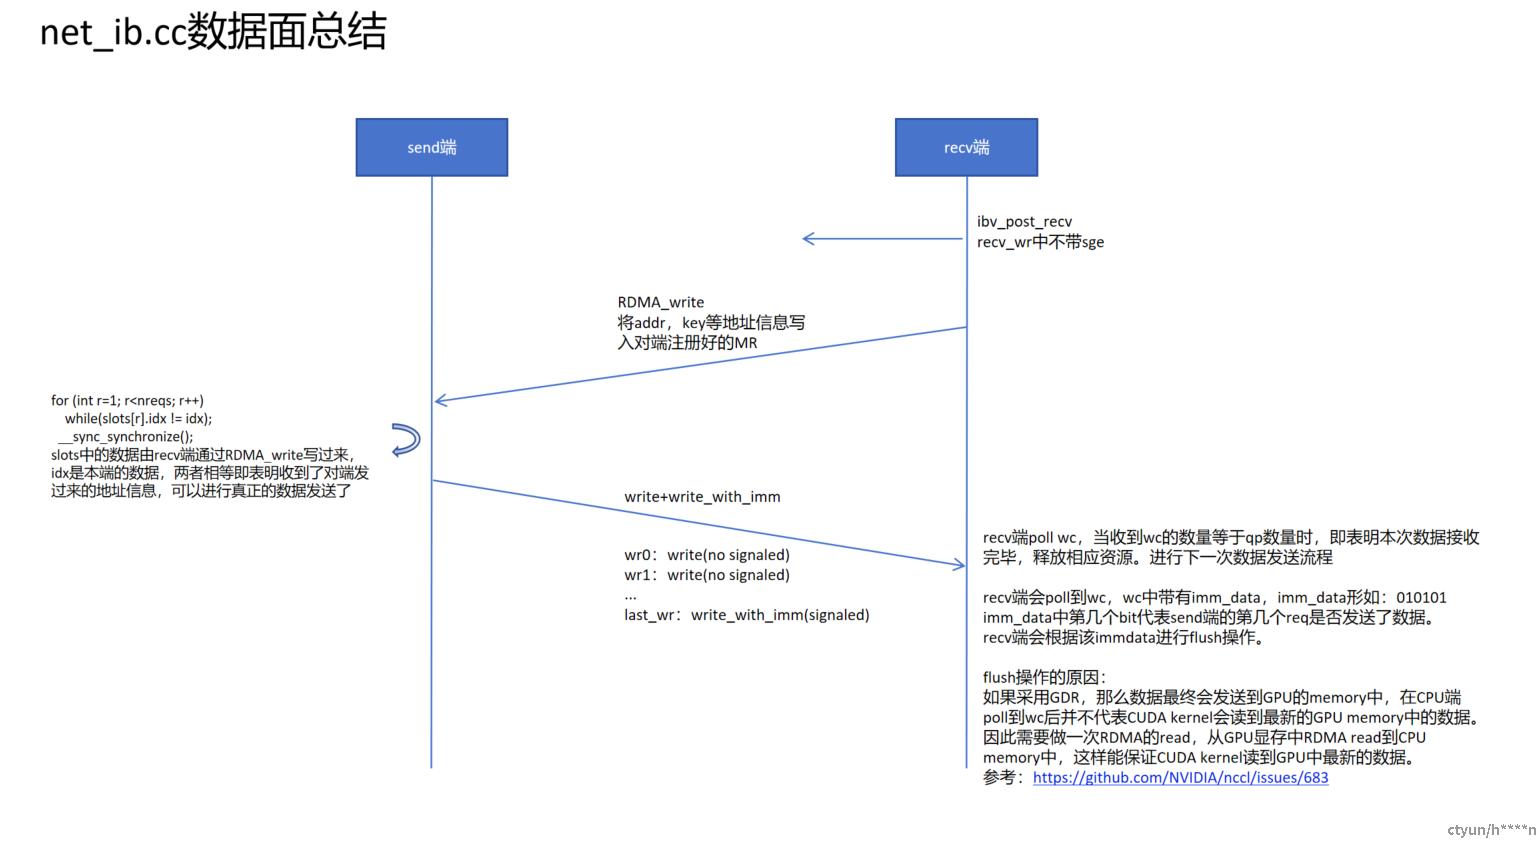 net_ib.cc数据面总结
send端
recv端
ibv_post_recv
recv_wr中不带sge
RDMA_write
将addr，key等地址信息写
入对端注册好的MR
for (int r=1; r<nreqs; r++)
while(slots[r].idx != idx);
__sync_synchronize();
slots中的数据由recv端通过RDMA_write写过来，
idx是本端的数据，两者相等即表明收到了对端发
过来的地址信息，可以进行真正的数据发送了
write+write_with_imm
wr0：write(no signaled)
wr1：write(no signaled)
...
last_wr：write_with_imm(signaled)
recv端poll wc，当收到wc的数量等于qp数量时，即表明本次数据接收
完毕，释放相应资源。进行下一次数据发送流程
recv端会poll到wc，wc中带有imm_data，imm_data形如：010101
imm_data中第几个bit代表send端的第几个req是否发送了数据。
recv端会根据该immdata进行flush操作。
flush操作的原因：
如果采用GDR，那么数据最终会发送到GPU的memory中，在CPU端
poll到wc后并不代表CUDA kernel会读到最新的GPU memory中的数据。
因此需要做一次RDMA的read，从GPU显存中RDMA read到CPU
memory中，这样能保证CUDA kernel读到GPU中最新的数据。
参考：https://github.com/NVIDIA/nccl/issues/683
ctyun/h****n